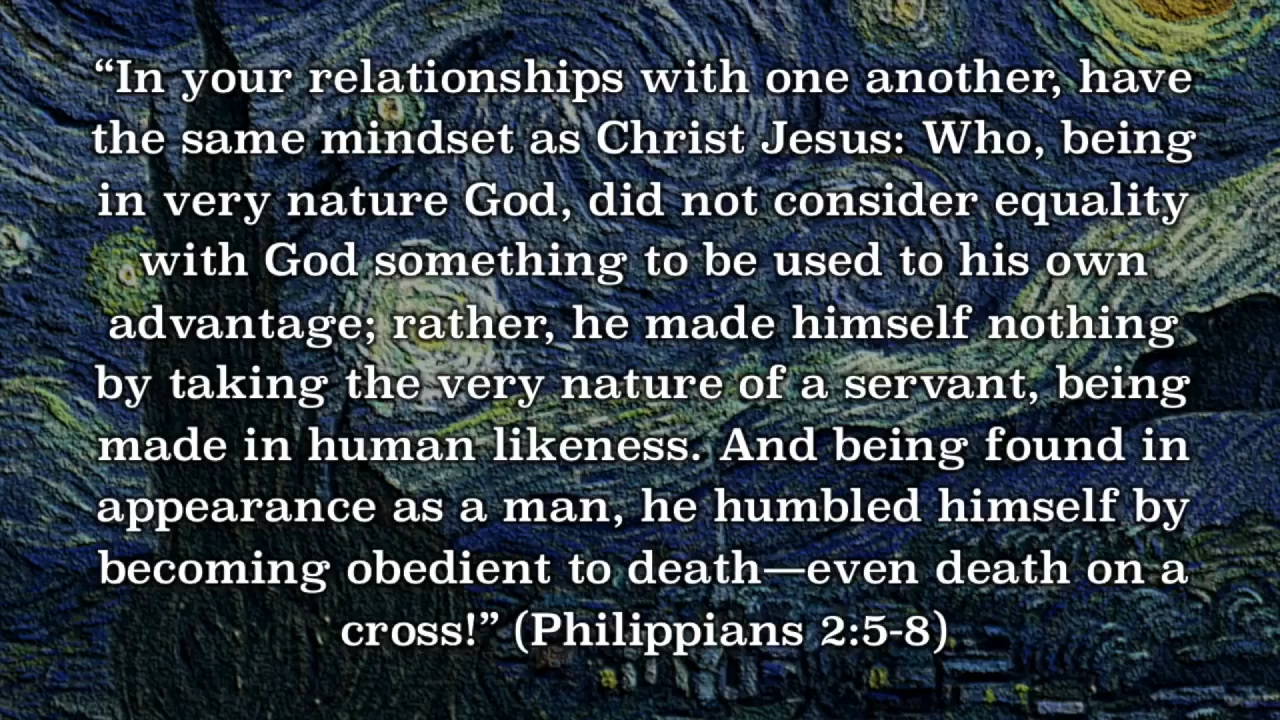 “In your relationships with one another, have
the same mindset as Christ Jesus: Who, being
in very nature God, did not consider equality
with God something to be used to his own
advantage; rather, he made himself nothing
by taking the very nature of a servant, being
made in human likeness. And being found in
appearance as a man, he humbled himself by
becoming obedient to death—even death on a
cross!” (Philippians 2:5-8)